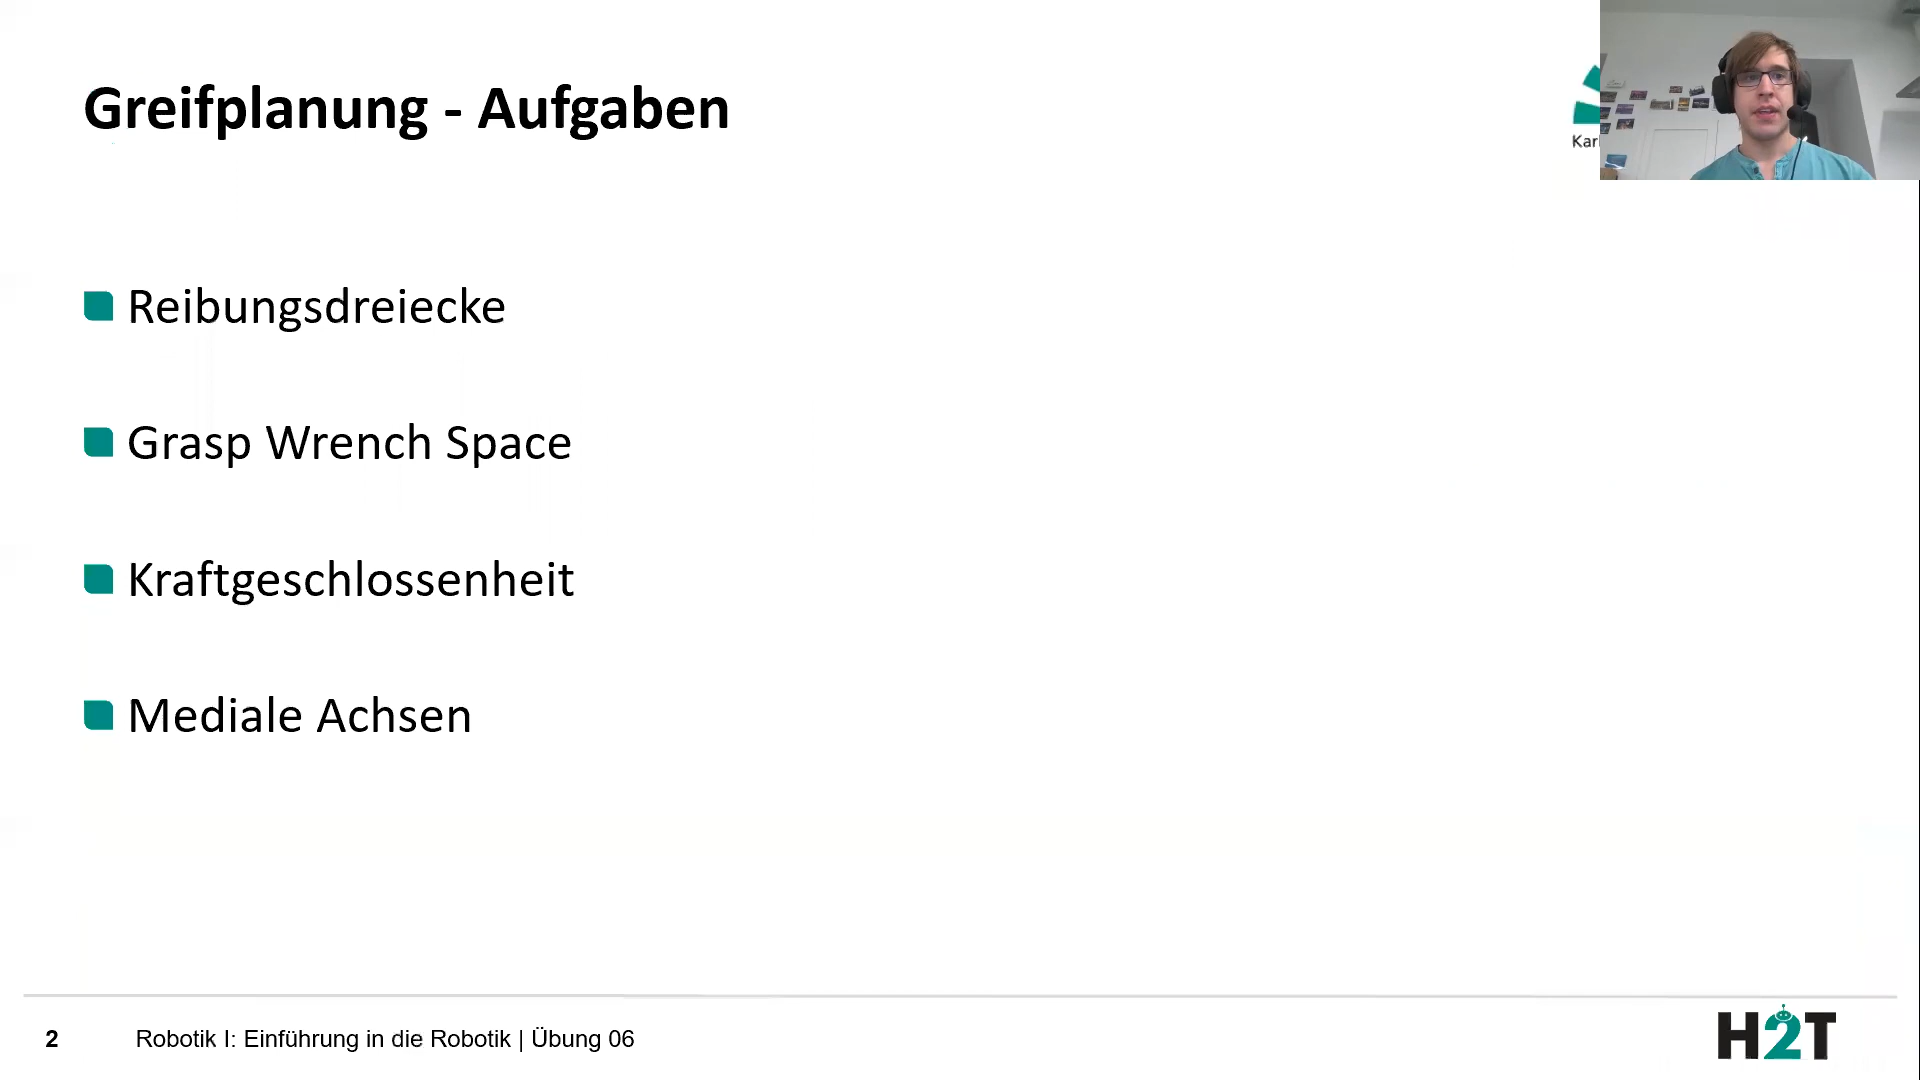 Greifplanung - Aufgaben
Reibungsdreiecke
Grasp Wrench Space
Kraftgeschlossenheit
Mediale Achsen
2
Robotik I: Einführung in die Robotik | Übung 06
H2T